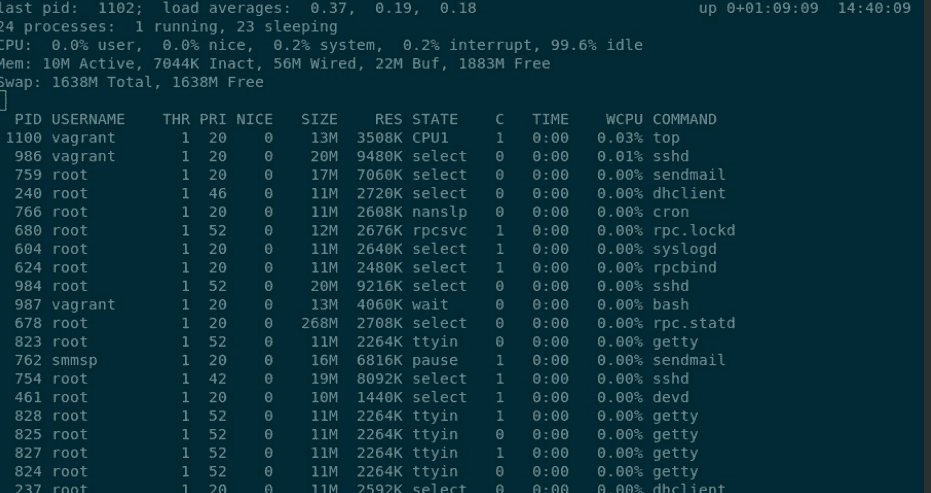 last pid:  1102;  load averages:  0.37,  0.19,  0.18    up 0+01:09:09  14:40:09
24 processes:  1 running, 23 sleeping
CPU:  0.0% user,  0.0% nice,  0.2% system,  0.2% interrupt, 99.6% idle
Mem: 10M Active, 7044K Inact, 56M Wired, 22M Buf, 1883M Free
Swap: 1638M Total, 1638M Free
PID USERNAME    THR PRI NICE   SIZE    RES STATE   C   TIME    WCPU COMMAND
1100 vagrant       1  20    0    13M  3508K CPU1    1   0:00   0.03% top
986 vagrant       1  20    0    20M  9480K select  0   0:00   0.01% sshd
759 root          1  20    0    17M  7060K select  0   0:00   0.00% sendmail
240 root          1  46    0    11M  2720K select  0   0:00   0.00% dhclient
766 root          1  20    0    11M  2608K nanslp  0   0:00   0.00% cron
680 root          1  52    0    12M  2676K rpcsvc  1   0:00   0.00% rpc.lockd
604 root          1  20    0    11M  2640K select  1   0:00   0.00% syslogd
624 root          1  20    0    11M  2480K select  1   0:00   0.00% rpcbind
984 root          1  52    0    20M  9216K select  0   0:00   0.00% sshd
987 vagrant       1  20    0    13M  4060K wait    1   0:00   0.00% bash
678 root          1  20    0   268M  2708K select  0   0:00   0.00% rpc.statd
823 root          1  52    0    11M  2264K ttyin   0   0:00   0.00% getty
762 smmsp         1  20    0    16M  6816K pause   1   0:00   0.00% sendmail
754 root          1  42    0    19M  8092K select  1   0:00   0.00% sshd
461 root          1  20    0    10M  1440K select  1   0:00   0.00% devd
828 root          1  52    0    11M  2264K ttyin   1   0:00   0.00% getty
825 root          1  52    0    11M  2264K ttyin   0   0:00   0.00% getty
827 root          1  52    0    11M  2264K ttyin   1   0:00   0.00% getty
824 root          1  52    0    11M  2264K ttyin   0   0:00   0.00% getty
237 root          1  20    0    11M  2592K select  0   0:00   0.00% dhclient